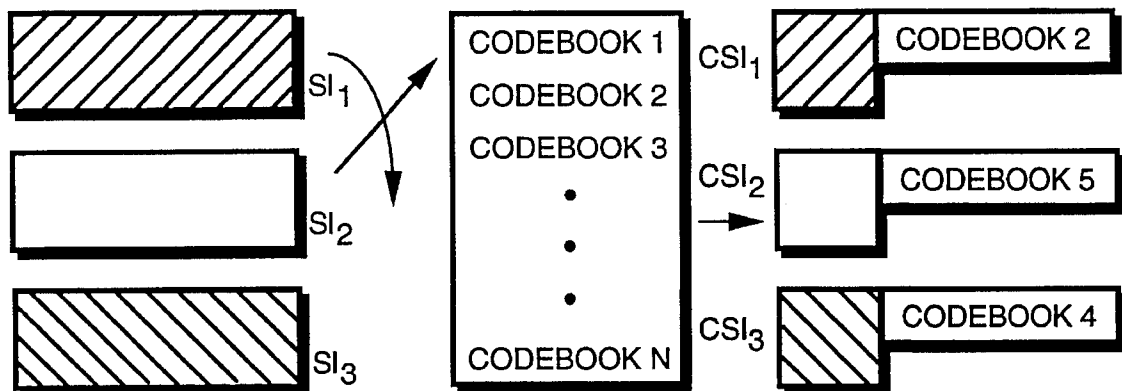 SI₁
SI₂
SI₃
CODEBOOK 1
CODEBOOK 2
CODEBOOK 3
CODEBOOK N
CSI₁
CODEBOOK 2
CSI₂
CODEBOOK 5
CSI₃
CODEBOOK 4